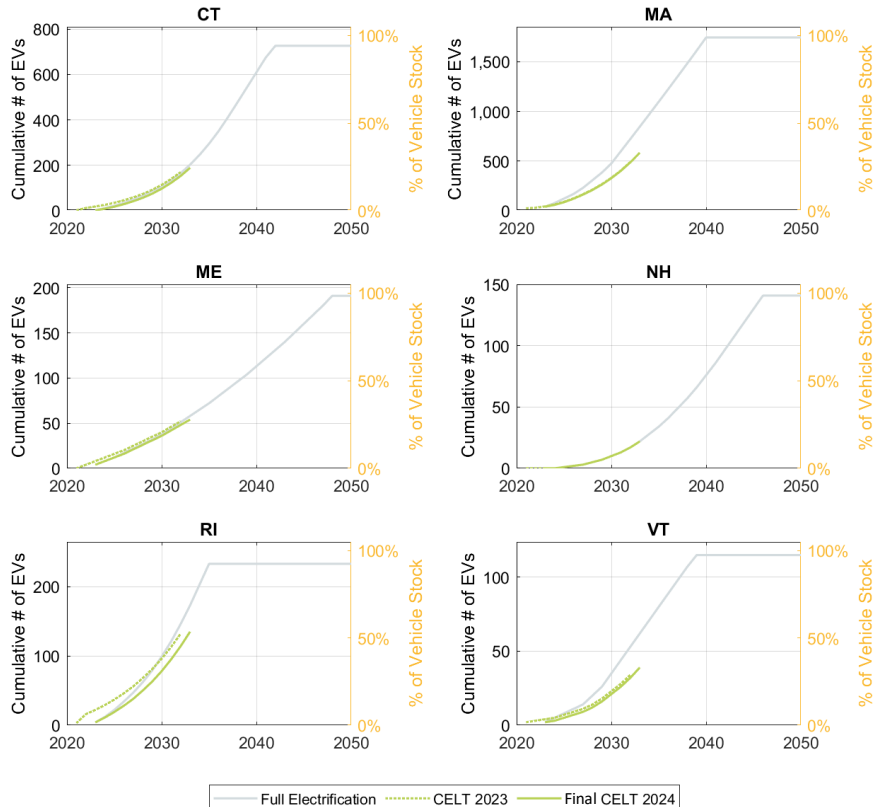 CT
Cumulative # of EVs
800
600
400
200
0
2020 2030 2040 2050
100%
50%
0%
% of Vehicle Stock
MA
Cumulative # of EVs
1,500
1,000
500
0
2020 2030 2040 2050
100%
50%
0%
% of Vehicle Stock
ME
Cumulative # of EVs
200
150
100
50
0
2020 2030 2040 2050
100%
50%
0%
% of Vehicle Stock
NH
Cumulative # of EVs
150
100
50
0
2020 2030 2040 2050
100%
50%
0%
% of Vehicle Stock
RI
Cumulative # of EVs
200
100
0
2020 2030 2040 2050
100%
50%
0%
% of Vehicle Stock
VT
Cumulative # of EVs
100
50
0
2020 2030 2040 2050
100%
50%
0%
% of Vehicle Stock
Full Electrification CELT 2023 Final CELT 2024